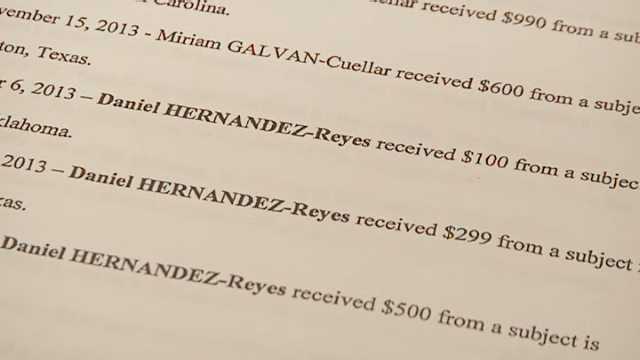 Carolina.
received $990 from a sub
vember 15, 2013 - Miriam GALVAN-Cuellar received $600 from a subje
ton, Texas.
r 6, 2013 – Daniel HERNANDEZ-Reyes received $100 from a subjec
klahoma.
2013 – Daniel HERNANDEZ-Reyes received $299 from a subject
xas.
Daniel HERNANDEZ-Reyes received $500 from a subject is